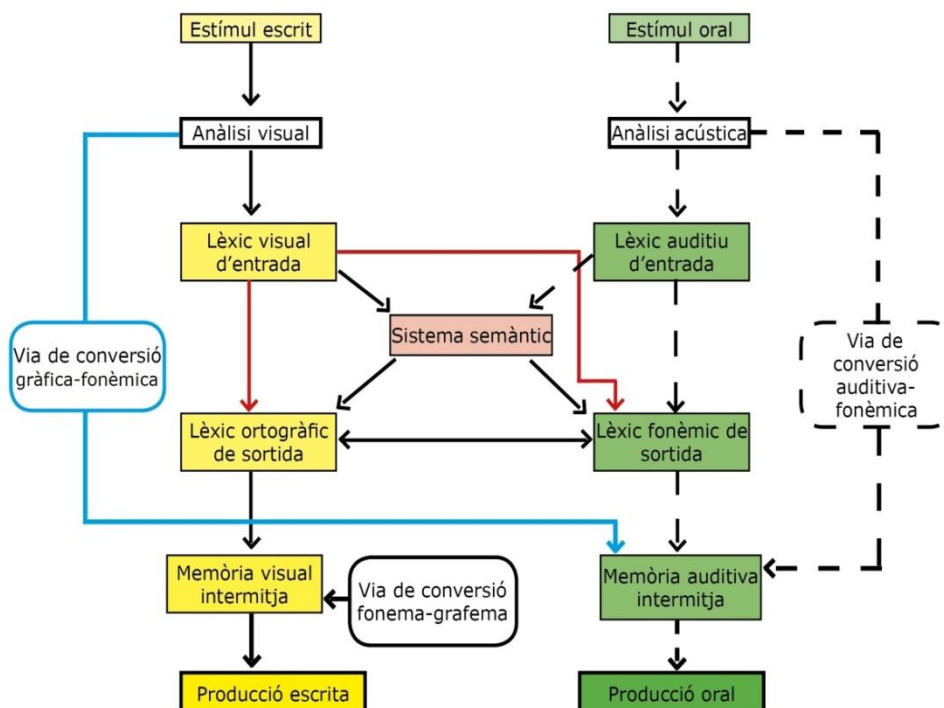 Estímul escrit
Estímul oral
Anàlisi visual
Anàlisi acústica
Lèxic visual
d'entrada
Lèxic auditiu
d'entrada
Sistema semàntic
Via de conversió
gràfica-fonèmica
Via de
conversió
auditiva-
fonèmica
Lèxic ortogràfic
de sortida
Lèxic fonèmic de
sortida
Memòria visual
intermitja
Via de conversió
fonema-grafema
Memòria auditiva
intermitja
Producció escrita
Producció oral